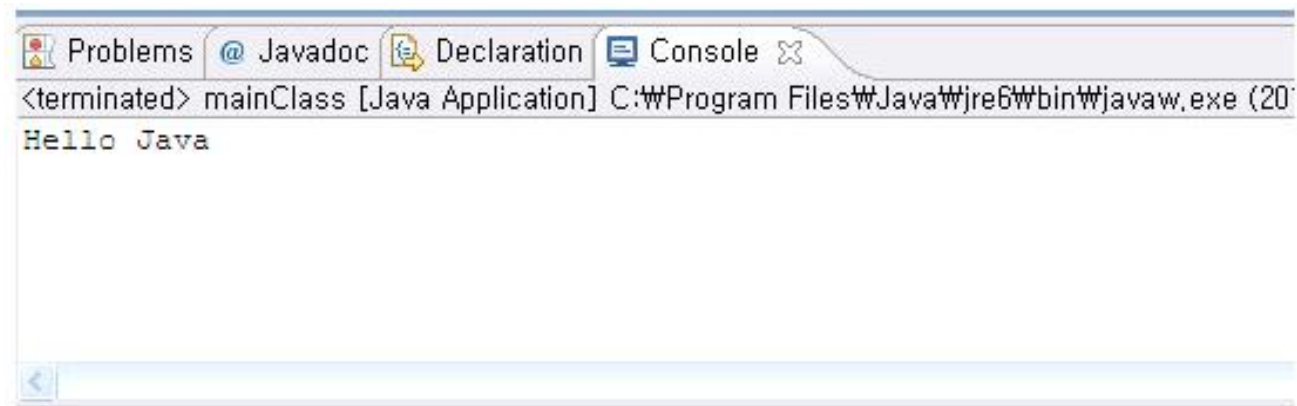 Problems @ Javadoc Declaration Console
<terminated> mainClass [Java Application] C:₩Program Files₩Java₩jre6₩bin₩javaw.exe (20
Hello Java